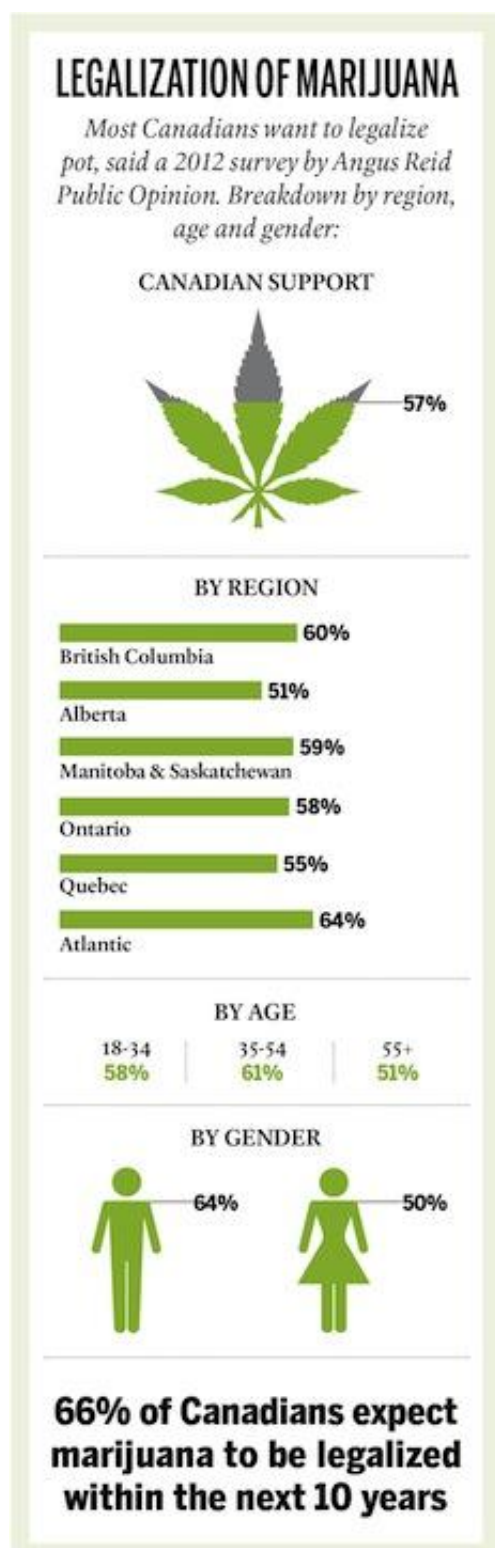 LEGALIZATION OF MARIJUANA
Most Canadians want to legalize
pot, said a 2012 survey by Angus Reid
Public Opinion. Breakdown by region,
age and gender:
CANADIAN SUPPORT
57%
BY REGION
60%
British Columbia
51%
Alberta
59%
Manitoba & Saskatchewan
58%
Ontario
55%
Quebec
64%
Atlantic
BY AGE
18-34 35-54 55+
58% 61% 51%
BY GENDER
64% 50%
66% of Canadians expect
marijuana to be legalized
within the next 10 years